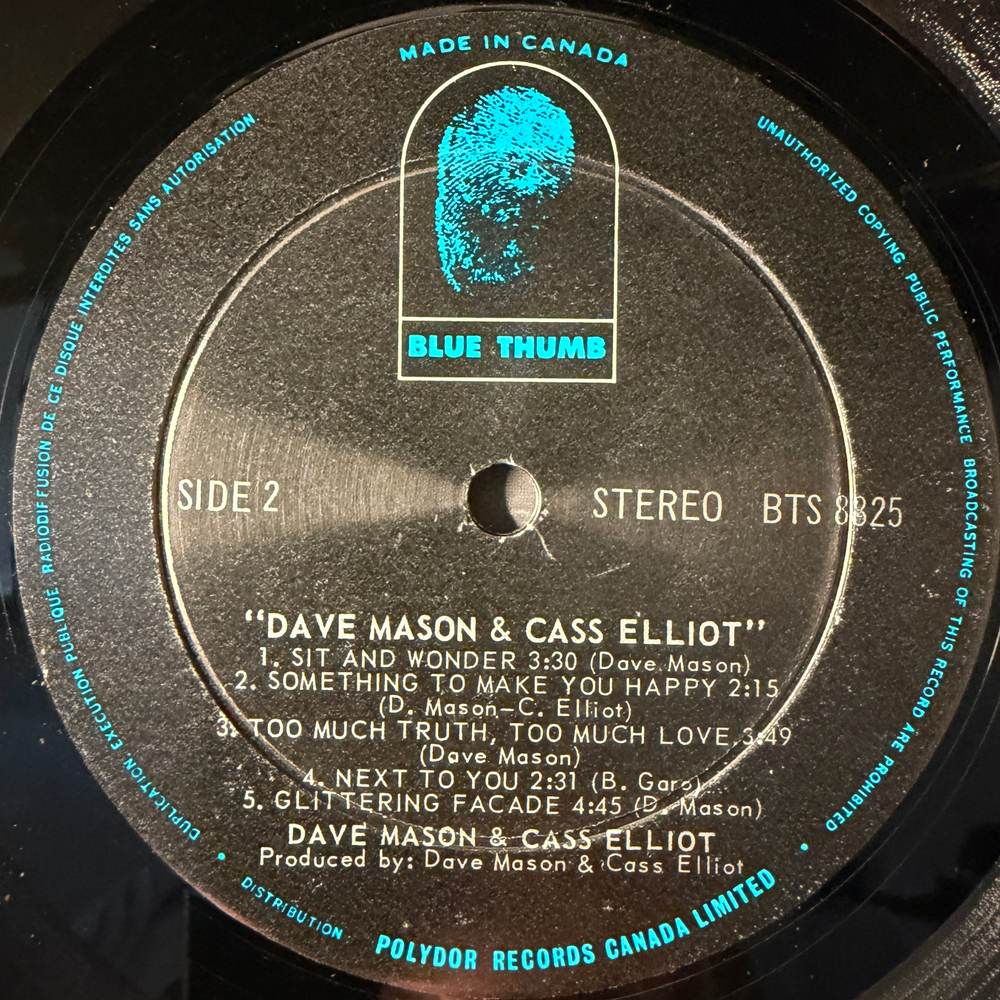 MADE IN CANADA
BLUE THUMB
SIDE 2
STEREO BTS 8825
"DAVE MASON & CASS ELLIOT"
1. SIT AND WONDER 3:30 (Dave Mason)
2. SOMETHING TO MAKE YOU HAPPY 2:15
(D. Mason–C. Elliot)
3. TOO MUCH TRUTH, TOO MUCH LOVE 3:49
(Dave Mason)
4. NEXT TO YOU 2:31 (B. Garo)
5. GLITTERING FACADE 4:45 (D. Mason)
DAVE MASON & CASS ELLIOT
Produced by: Dave Mason & Cass Elliot
DUPLICATION, EXECUTION PUBLIQUE, RADIODIFFUSION DE CE DISQUE INTERDITES SANS AUTORISATION
UNAUTHORIZED COPYING, PUBLIC PERFORMANCE BROADCASTING OF THIS RECORD ARE PROHIBITED
DISTRIBUTION POLYDOR RECORDS CANADA LIMITED